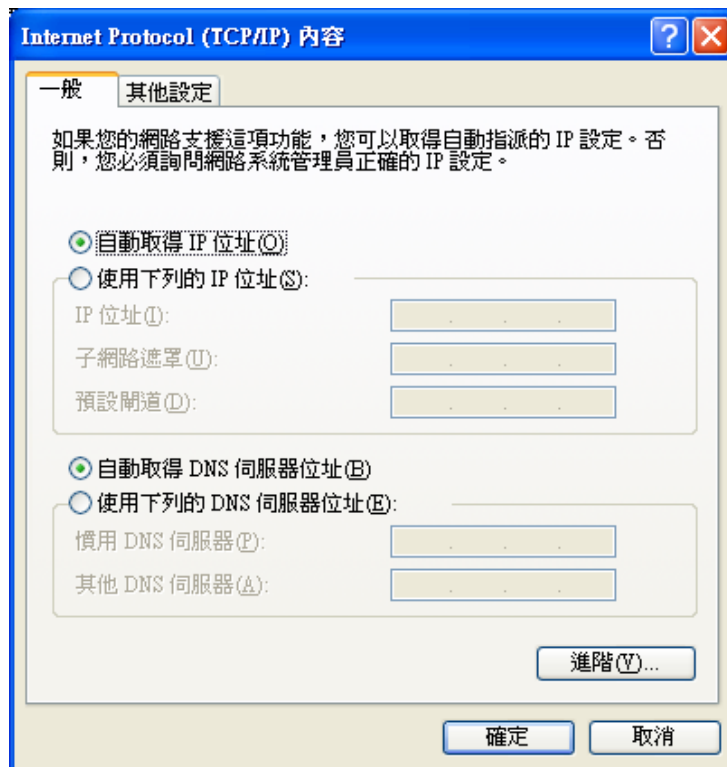 Internet Protocol (TCP/IP) 內容
一般 其他設定
如果您的網路支援這項功能，您可以取得自動指派的 IP 設定。否
則，您必須詢問網路系統管理員正確的 IP 設定。
自動取得 IP 位址(O)
使用下列的 IP 位址(S):
IP 位址(I):
子網路遮罩(U):
預設閘道(D):
自動取得 DNS 伺服器位址(B)
使用下列的 DNS 伺服器位址(E):
慣用 DNS 伺服器(P):
其他 DNS 伺服器(A):
進階(V)...
確定 取消